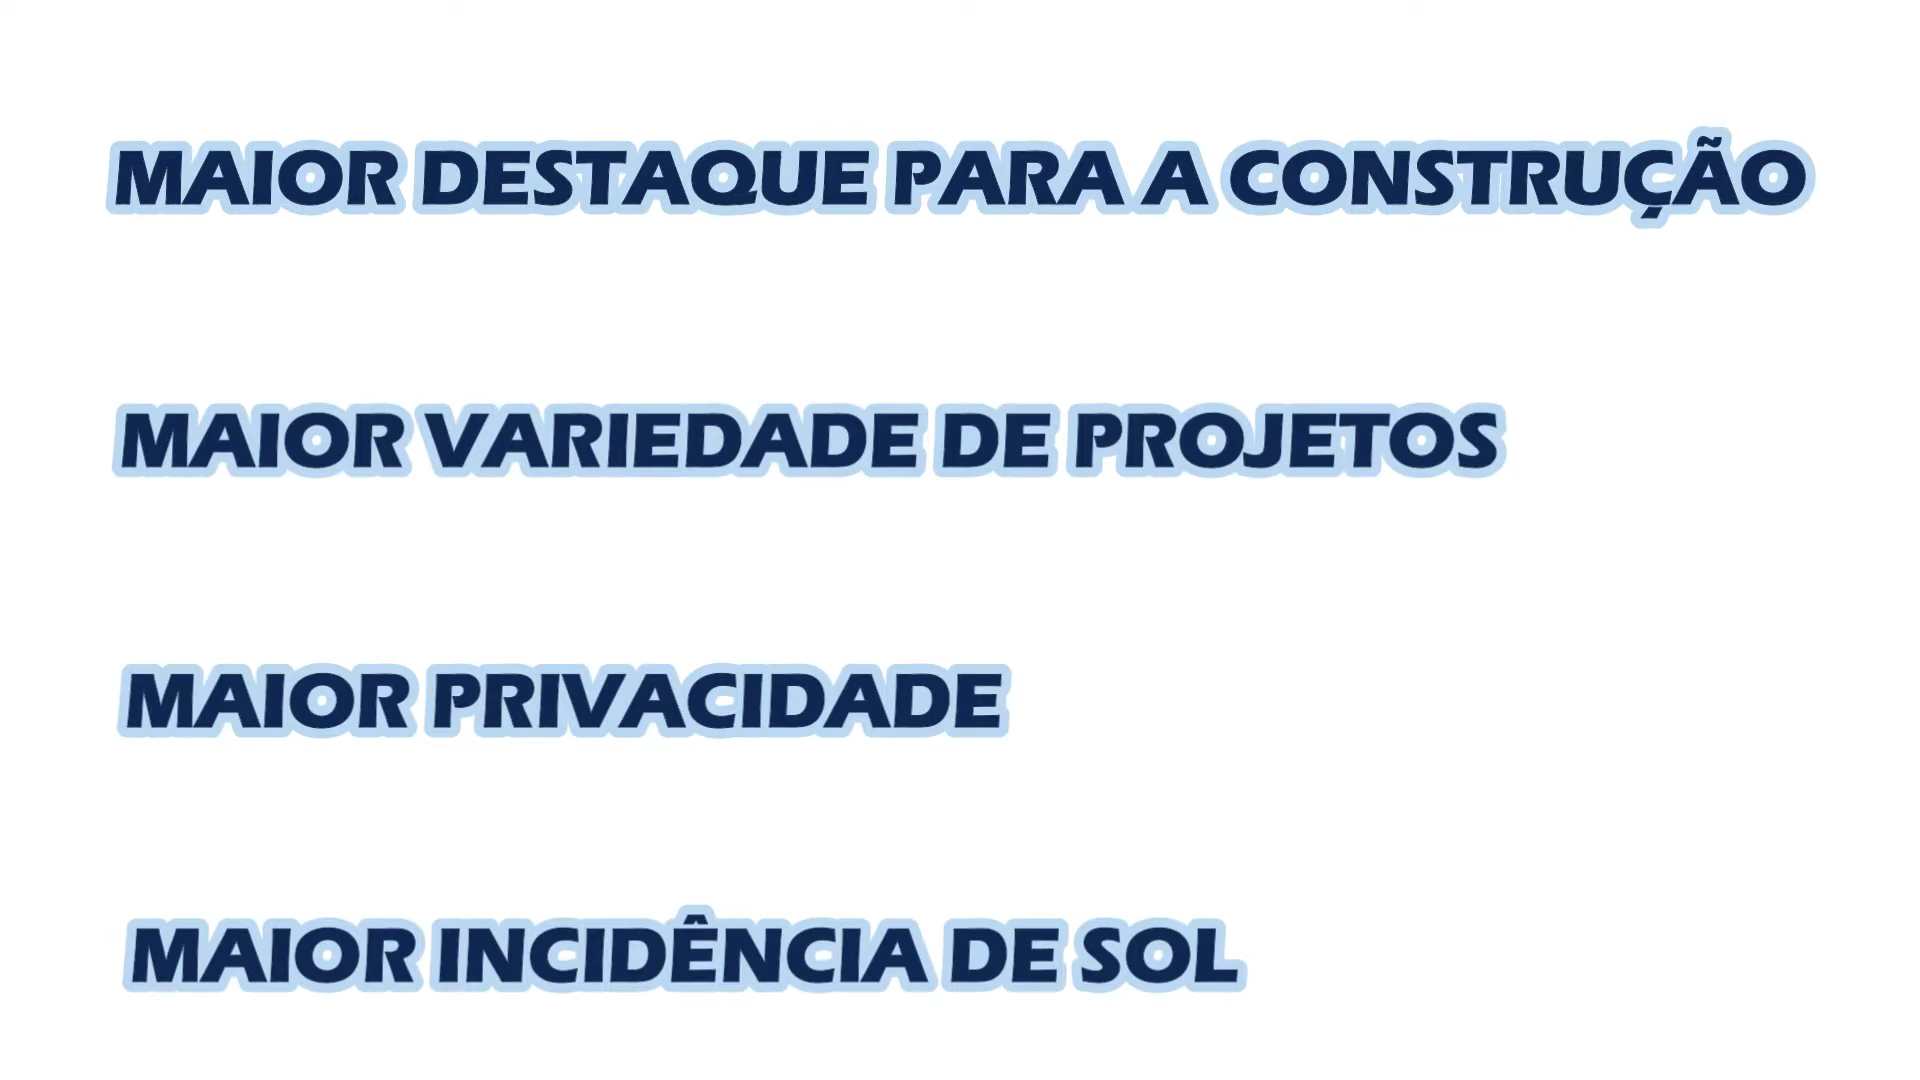 MAIOR DESTAQUE PARA A CONSTRUÇÃO
MAIOR VARIEDADE DE PROJETOS
MAIOR PRIVACIDADE
MAIOR INCIDÊNCIA DE SOL